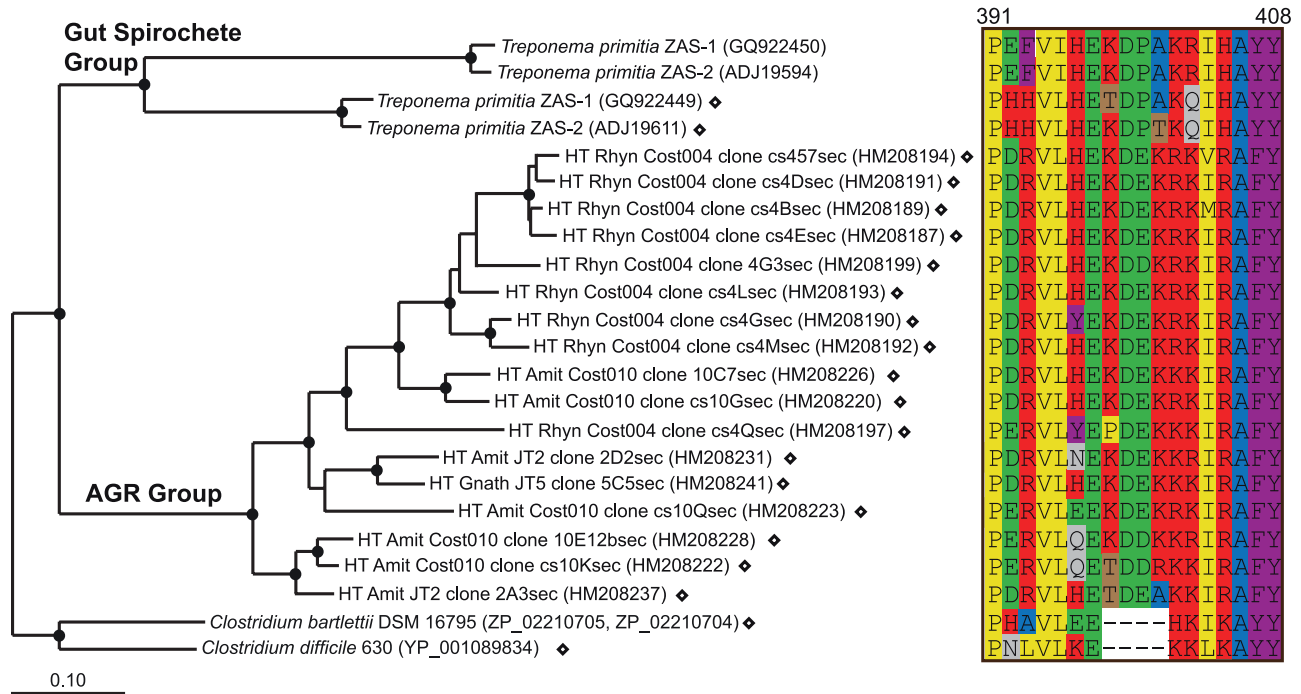 391 408
Gut Spirochete
Group
Treponema primitia ZAS-1 (GQ922450) PEFVIHEKDPAKRIHAYY
Treponema primitia ZAS-2 (ADJ19594) PEFVIHEKDPAKRIHAYY
Treponema primitia ZAS-1 (GQ922449) PHHVLHETDPAKQIHAYY
Treponema primitia ZAS-2 (ADJ19611) PHHVLHEKDPTKQIHAYY
HT Rhyn Cost004 clone cs457sec (HM208194) PDRVLHEKDEKRKVRAFY
HT Rhyn Cost004 clone cs4Dsec (HM208191) PDRVLHEKDEKRKIRAFY
HT Rhyn Cost004 clone cs4Bsec (HM208189) PDRVLHEKDEKRKMRAFY
HT Rhyn Cost004 clone cs4Esec (HM208187) PDRVLHEKDEKRKIRAFY
HT Rhyn Cost004 clone 4G3sec (HM208199) PDRVLHEKDDKRKIRAFY
HT Rhyn Cost004 clone cs4Lsec (HM208193) PDRVLHEKDEKRKIRAFY
HT Rhyn Cost004 clone cs4Gsec (HM208190) PDRVLYEKDEKRKIRAFY
HT Rhyn Cost004 clone cs4Msec (HM208192) PDRVLHEKDEKRKIRAFY
HT Amit Cost010 clone 10C7sec (HM208226) PDRVLHEKDEKKKIRAFY
HT Amit Cost010 clone cs10Gsec (HM208220) PDRVLHEKDEKRKIRAFY
HT Rhyn Cost004 clone cs4Qsec (HM208197) PERVLYEPDEKKKIRAFY
HT Amit JT2 clone 2D2sec (HM208231) PDRVLNEKDEKKRIRAFY
HT Gnath JT5 clone 5C5sec (HM208241) PDRVLHEKDEKKKIRAFY
AGR Group
HT Amit Cost010 clone cs10Qsec (HM208223) PERVLEEKDEKKKIRAFY
HT Amit Cost010 clone 10E12bsec (HM208228) PERVLQEKDDKKRIRAFY
HT Amit Cost010 clone cs10Ksec (HM208222) PERVLQETDDRKKIRAFY
HT Amit JT2 clone 2A3sec (HM208237) PDRVLHETDEAKKIRAFY
Clostridium bartlettii DSM 16795 (ZP_02210705, ZP_02210704) PHAVLEE----HKIKAYY
Clostridium difficile 630 (YP_001089834) PNLVLKE----KKLKAYY
0.10